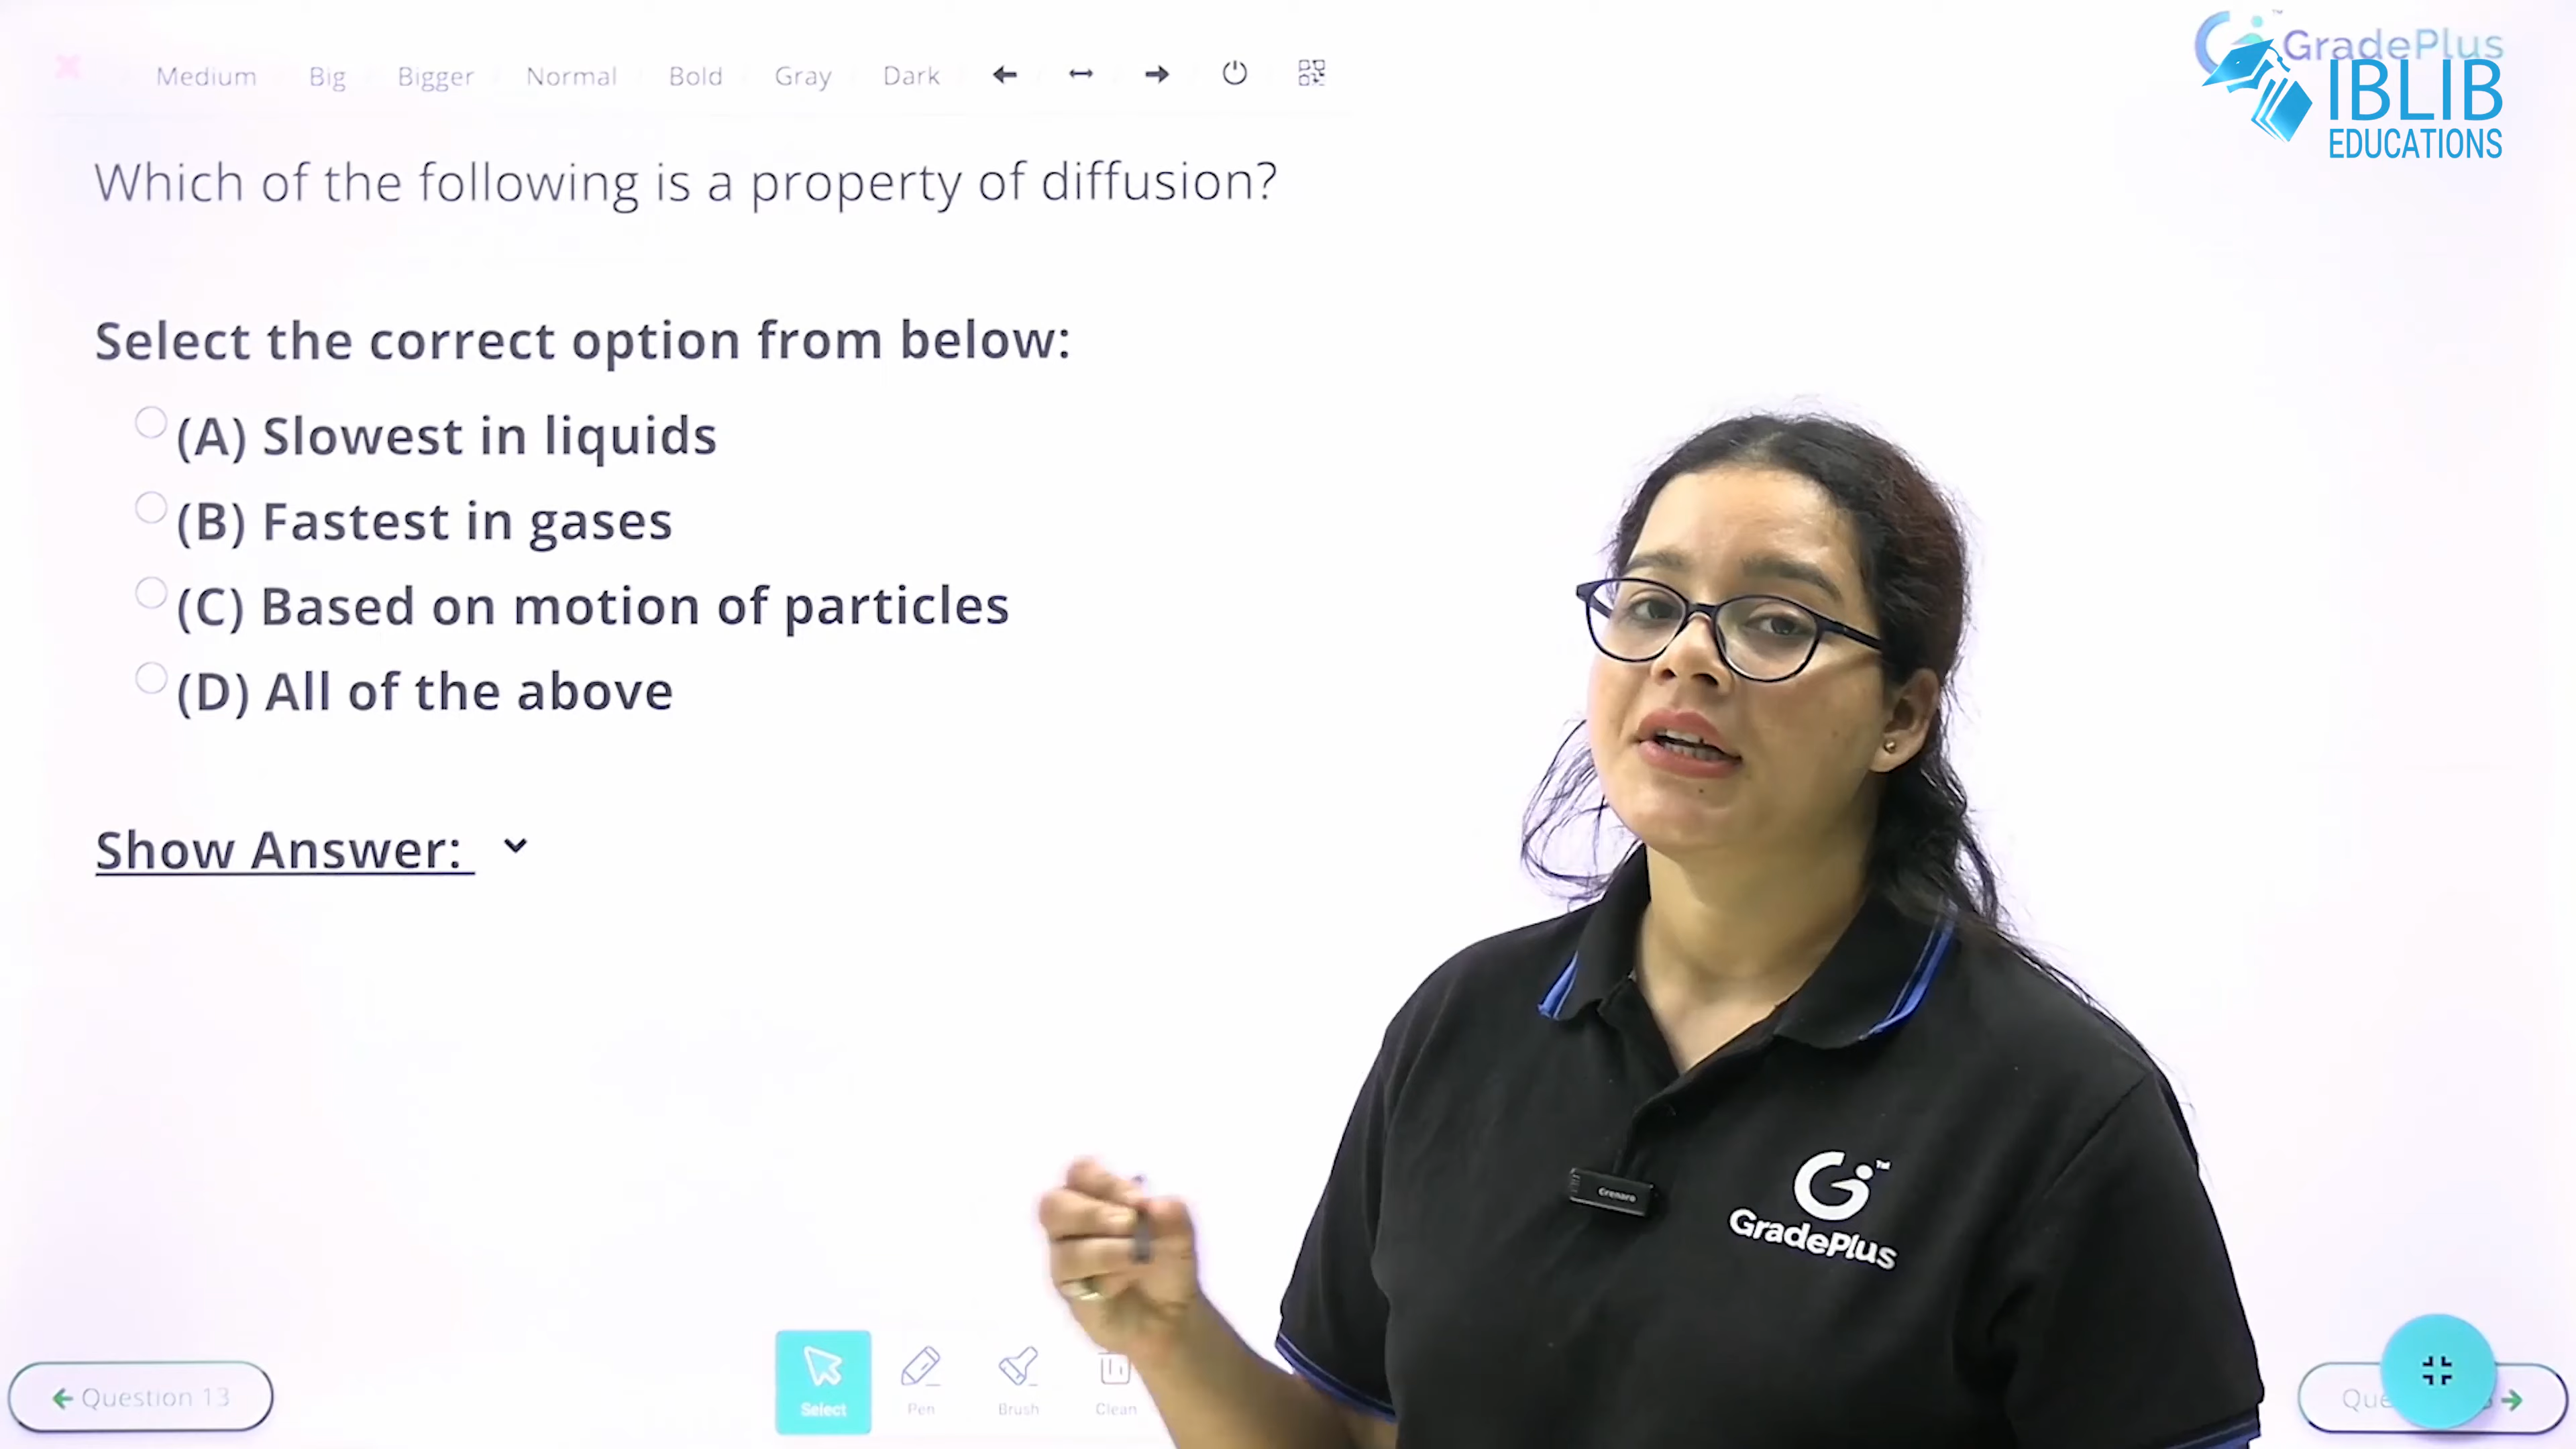 GradePlus
IBLIB
EDUCATIONS
Medium Big Bigger Normal Bold Gray Dark
Which of the following is a property of diffusion?
Select the correct option from below:
(A) Slowest in liquids
(B) Fastest in gases
(C) Based on motion of particles
(D) All of the above
Show Answer:
Grenaro
GradePlus
Question 13
Select Pen Brush Clean